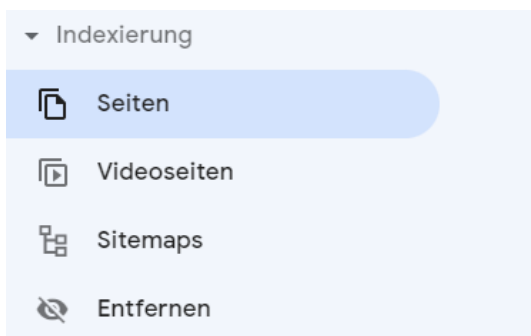 Indexierung
Seiten
Videoseiten
Sitemaps
Entfernen